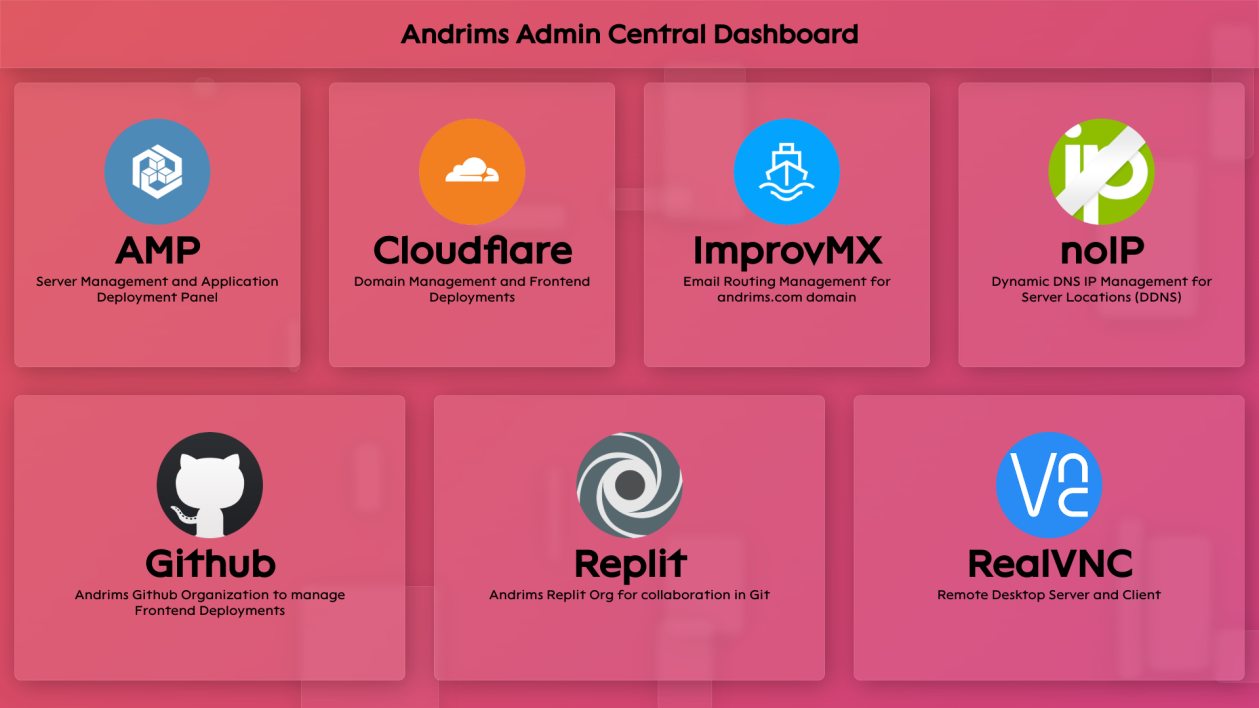 Andrims Admin Central Dashboard
AMP
Server Management and Application
Deployment Panel
Cloudflare
Domain Management and Frontend
Deployments
ImprovMX
Email Routing Management for
andrims.com domain
ip
noIP
Dynamic DNS IP Management for
Server Locations (DDNS)
Github
Andrims Github Organization to manage
Frontend Deployments
Replit
Andrims Replit Org for collaboration in Git
Vnc
RealVNC
Remote Desktop Server and Client